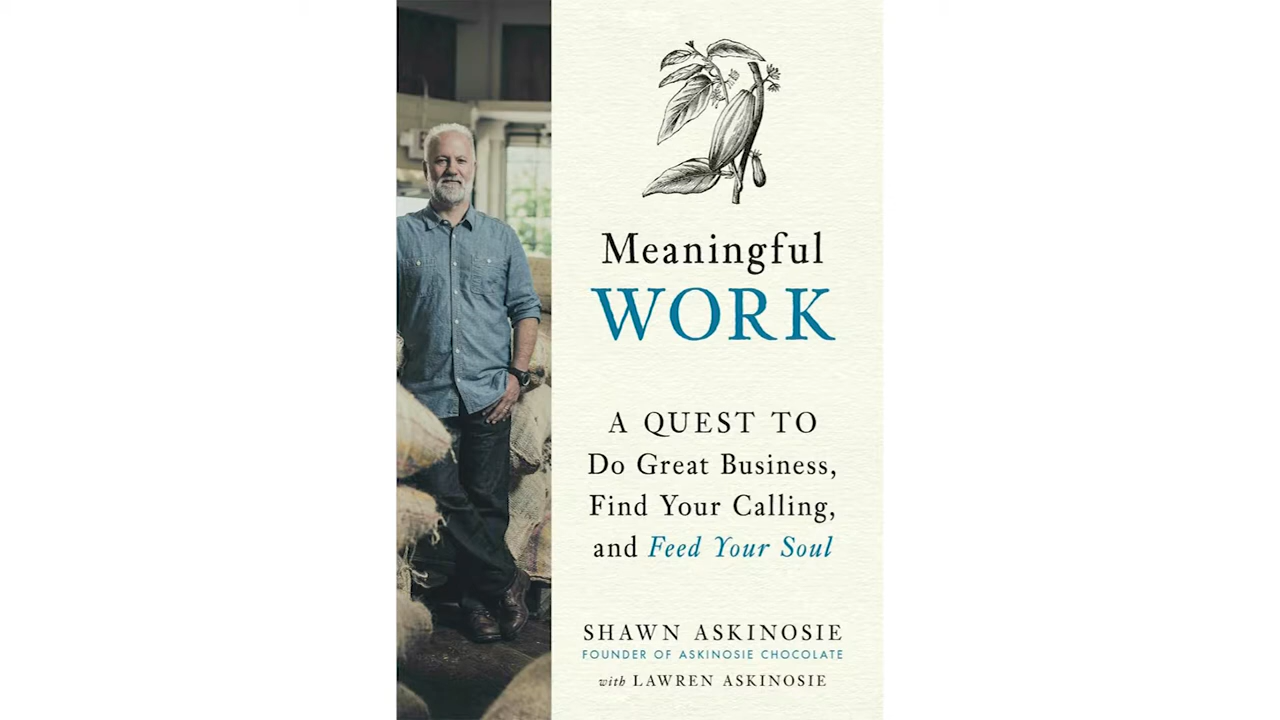 Meaningful
WORK
A QUEST TO
Do Great Business,
Find Your Calling,
and Feed Your Soul
SHAWN ASKINOSIE
FOUNDER OF ASKINOSIE CHOCOLATE
with LAWREN ASKINOSIE